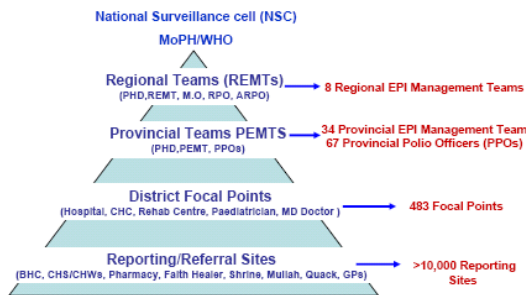 National Surveillance cell (NSC)
MoPH/WHO
Regional Teams (REMTs)
(PHD,REMT, M.O, RPO, ARPO)
8 Regional EPI Management Teams
Provincial Teams PEMTS
(PHD,PEMT, PPOs)
34 Provincial EPI Management Team
67 Provincial Polio Officers (PPOs)
District Focal Points
(Hospital, CHC, Rehab Centre, Paediatrician, MD Doctor )
483 Focal Points
Reporting/Referral Sites
(BHC, CHS/CHWs, Pharmacy, Faith Healer, Shrine, Mullah, Quack, GPs)
>10,000 Reporting
Sites